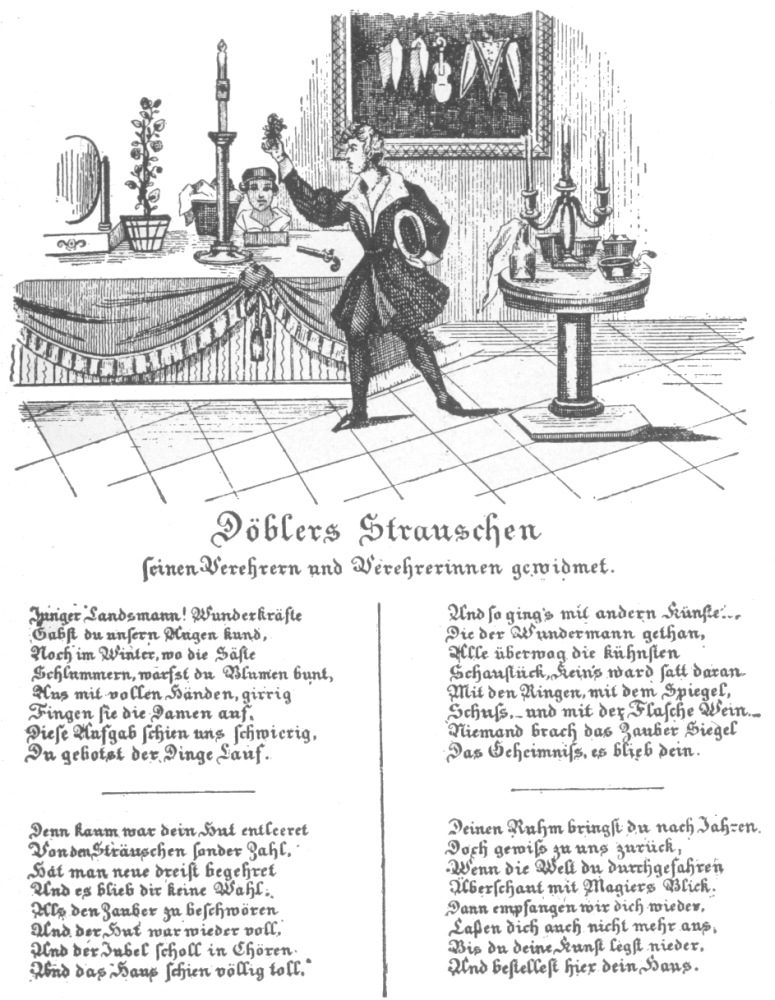 Döblers Strauschen
seinen Verehrern und Verehrerinnen gewidmet.
Junger Landsmann! Wunderkräfte
Gabst du unsern Augen kund,
Noch im Winter, wo die Säfte
Schlummern, warfst du Blumen bunt,
Aus mit vollen Händen, girrig
Fingen sie die Damen auf,
Diese Aufgab schien uns schwierig,
Du gebotst der Dinge Lauf.
Denn kaum war dein Hut entleeret
Von den Sträuschen sonder Zahl,
Hat man neue dreist begehret
Und es blieb dir keine Wahl;
Als den Zauber zu beschwören
Und der Hut war wieder voll,
Und der Jubel scholl in Chören
Und das Haus schien völlig toll.
Und so ging's mit andern Künsten,
Die der Wundermann gethan,
Alle überwog die kühnsten
Schaustück, Kein's ward satt daran
Mit den Ringen, mit dem Spiegel,
Schuss, und mit der Flasche Wein.
Niemand brach das Zauber Siegel
Das Geheimniss, es blieb dein.
Deinen Ruhm bringst du nach Jahren
Doch gewiss zu uns zurück,
Wenn die Welt du durchgefahren
Überschaut mit Magiers Blick.
Dann empfangen wir dich wieder,
Laßen dich auch nicht mehr aus,
Bis du deine Kunst legst nieder,
Und bestellest hier dein Haus.